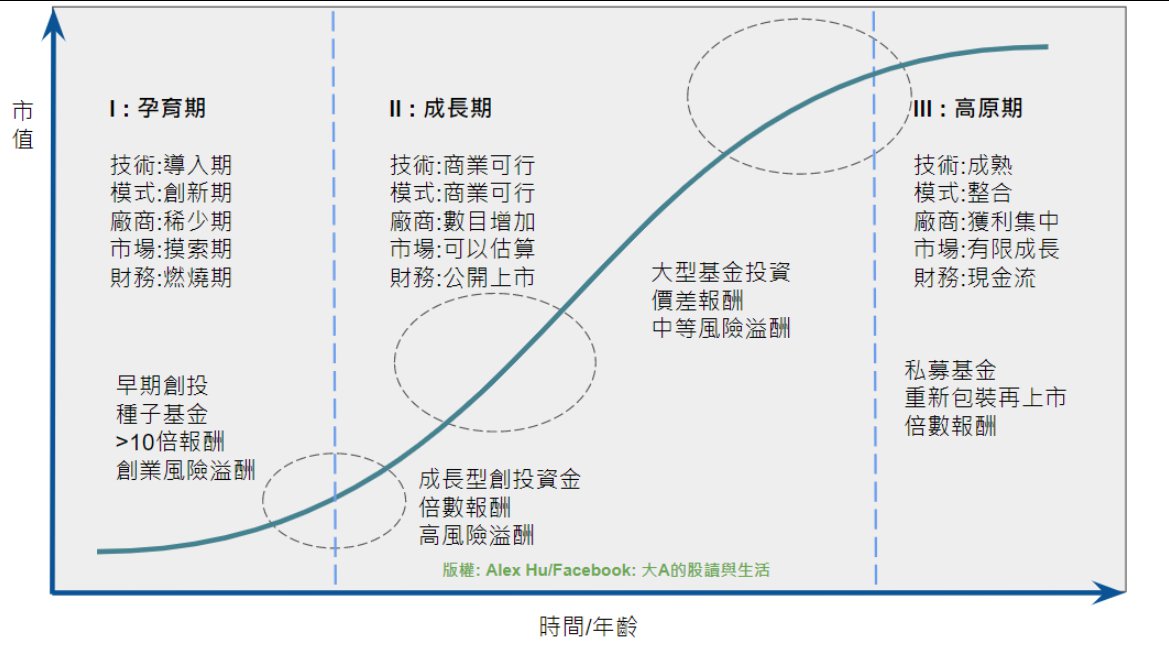 市
值
I : 孕育期
技術:導入期
模式:創新期
廠商:稀少期
市場:摸索期
財務:燃燒期
早期創投
種子基金
>10倍報酬
創業風險溢酬
II : 成長期
技術:商業可行
模式:商業可行
廠商:數目增加
市場:可以估算
財務:公開上市
成長型創投資金
倍數報酬
高風險溢酬
大型基金投資
價差報酬
中等風險溢酬
III : 高原期
技術:成熟
模式:整合
廠商:獲利集中
市場:有限成長
財務:現金流
私募基金
重新包裝再上市
倍數報酬
版權: Alex Hu/Facebook: 大A的股讀與生活
時間/年齡